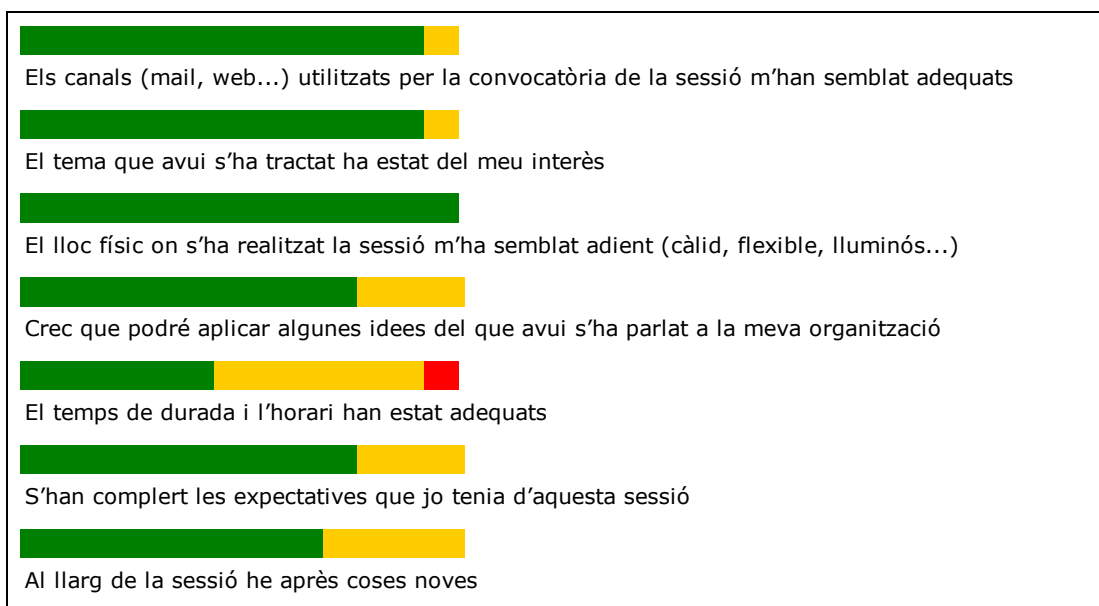 Els canals (mail, web...) utilitzats per la convocatòria de la sessió m’han semblat adequats
El tema que avui s’ha tractat ha estat del meu interès
El lloc físic on s’ha realitzat la sessió m’ha semblat adient (càlid, flexible, lluminós...)
Crec que podré aplicar algunes idees del que avui s’ha parlat a la meva organització
El temps de durada i l’horari han estat adequats
S’han complert les expectatives que jo tenia d’aquesta sessió
Al llarg de la sessió he après coses noves